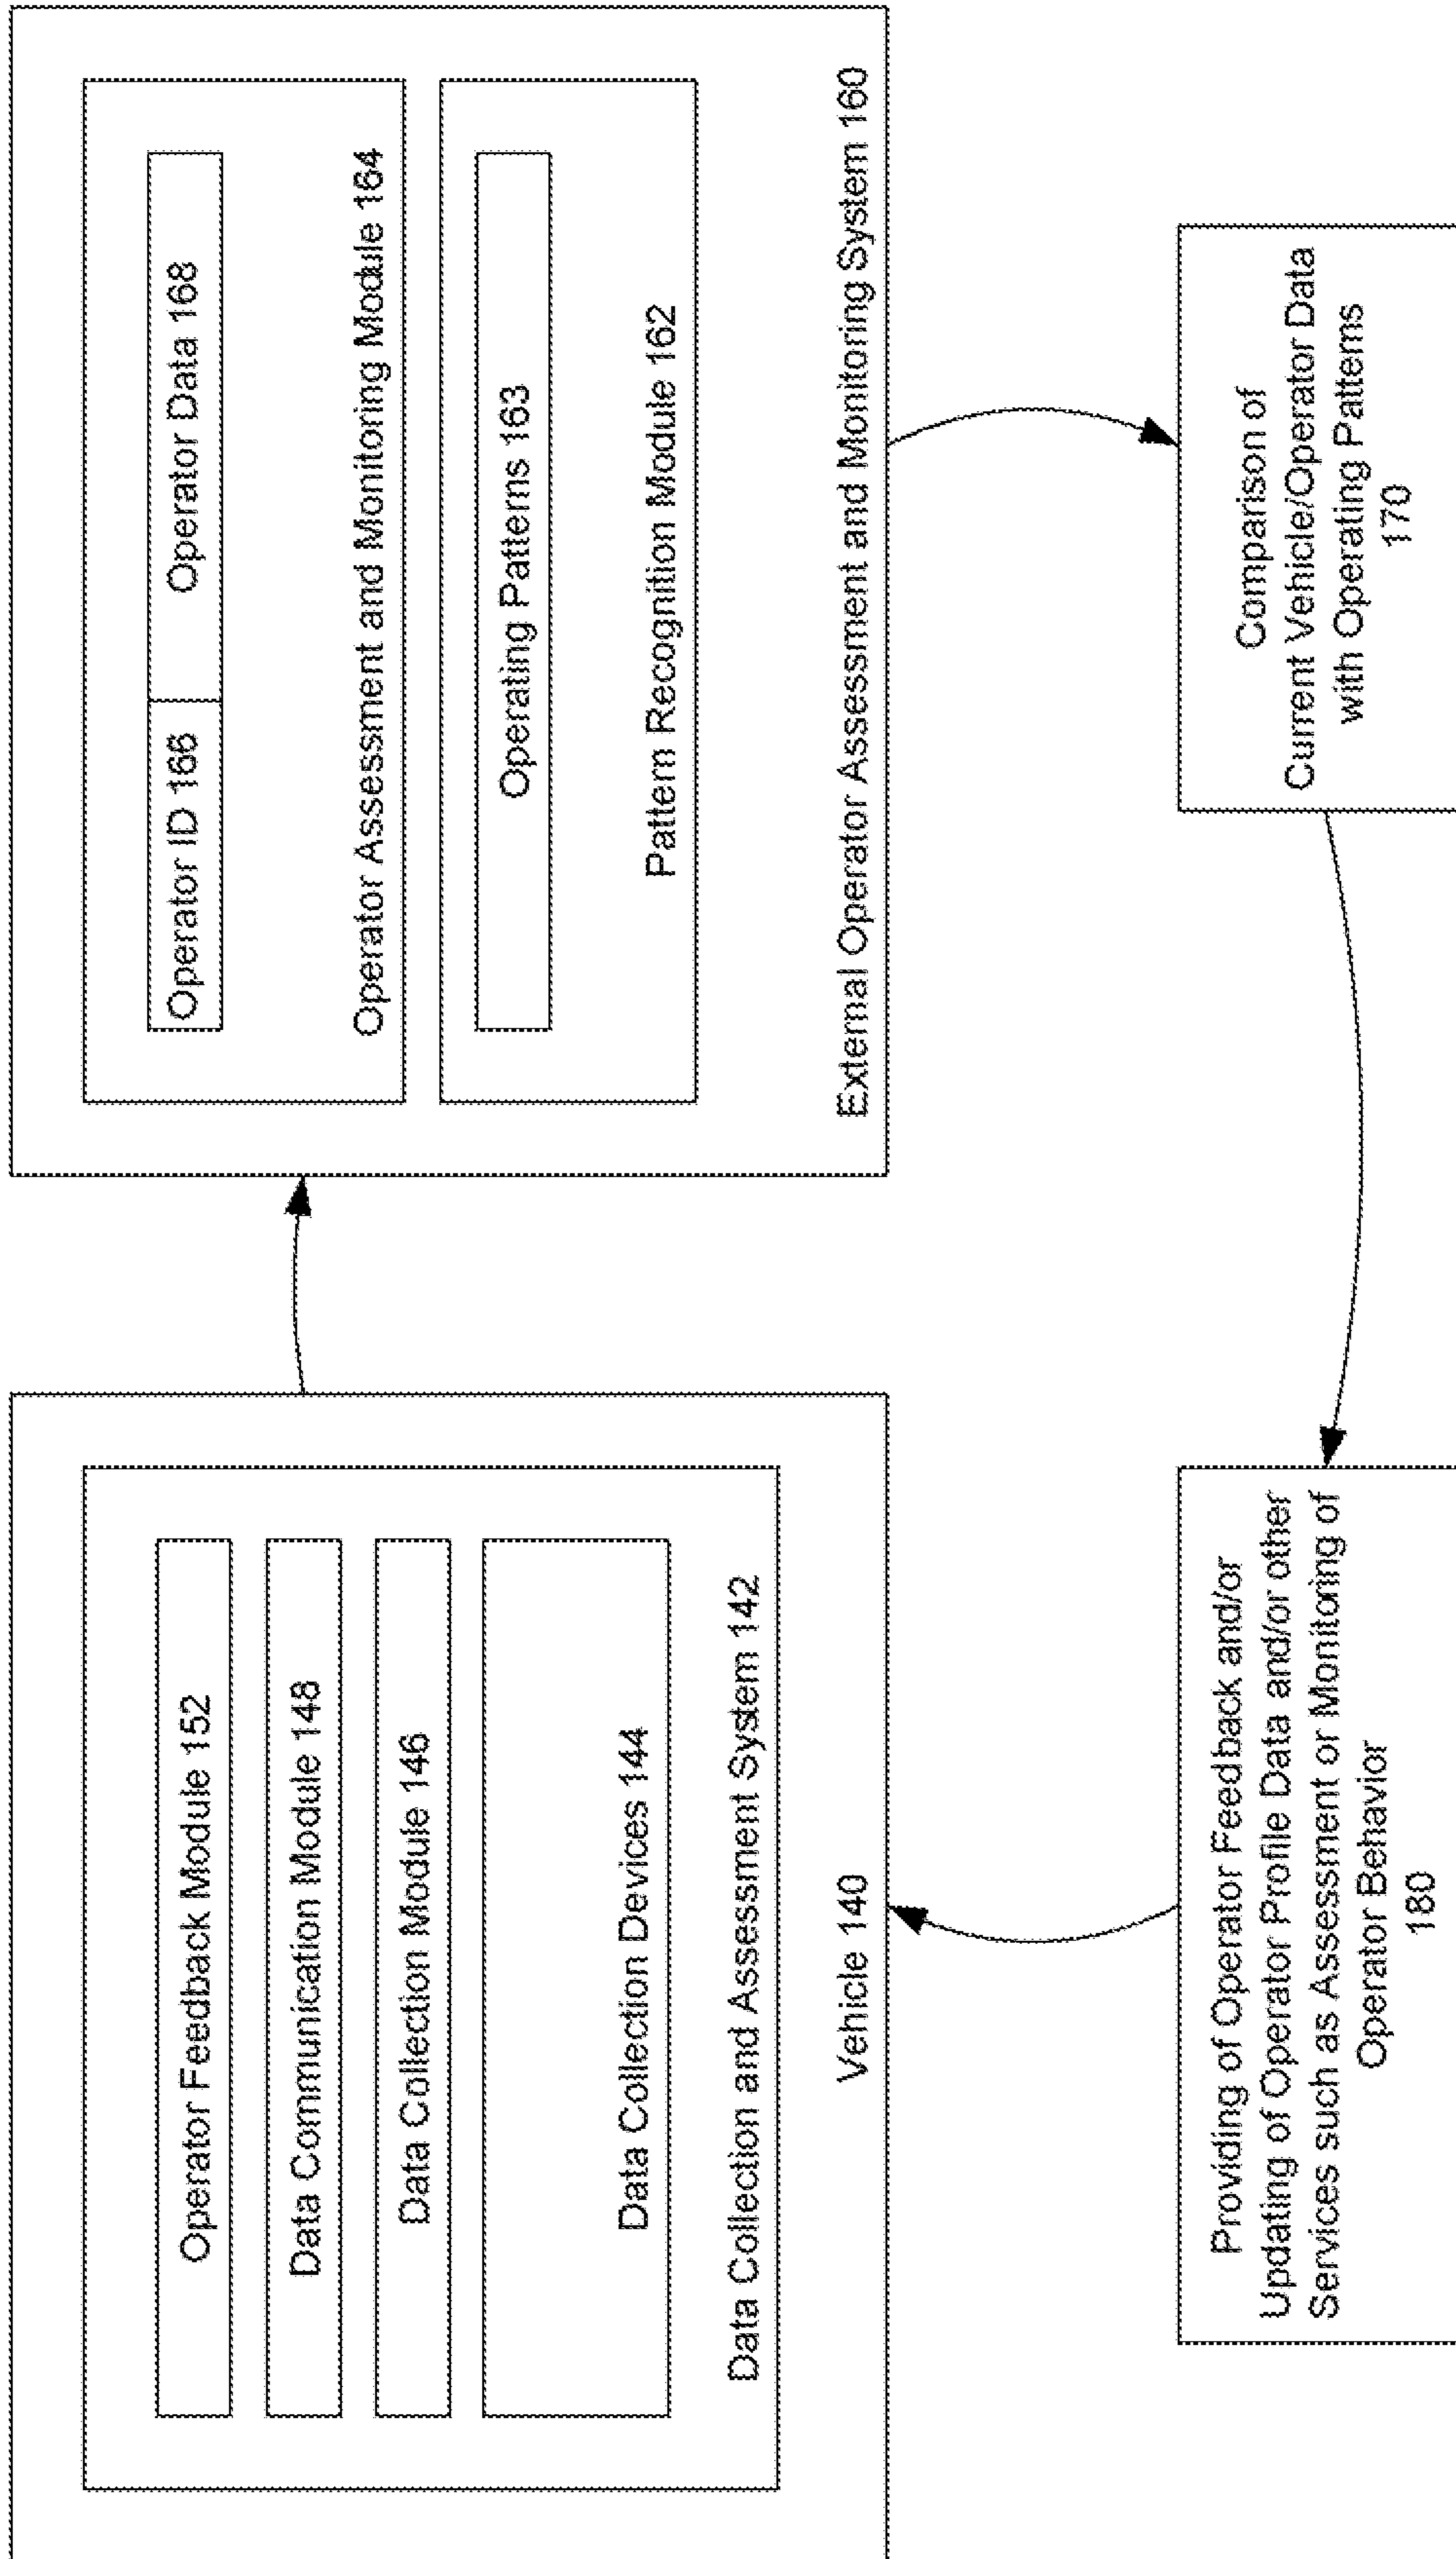 Operator Feedback Module 152
Data Communication Module 148
Data Collection Module 146
Data Collection Devices 144
Data Collection and Assessment System 142
Vehicle 140
Operator ID 166
Operator Data 168
Operator Assessment and Monitoring Module 164
Operating Patterns 163
Pattern Recognition Module 162
External Operator Assessment and Monitoring System 160
Providing of Operator Feedback and/or
Updating of Operator Profile Data and/or other
Services such as Assessment or Monitoring of
Operator Behavior
180
Comparison of
Current Vehicle/Operator Data
with Operating Patterns
170